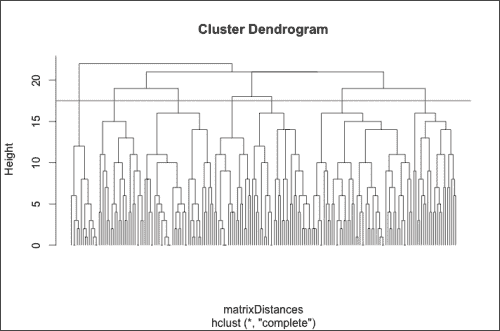 Cluster Dendrogram
20
15
10
5
0
Height
matrixDistances
hclust (*, "complete")